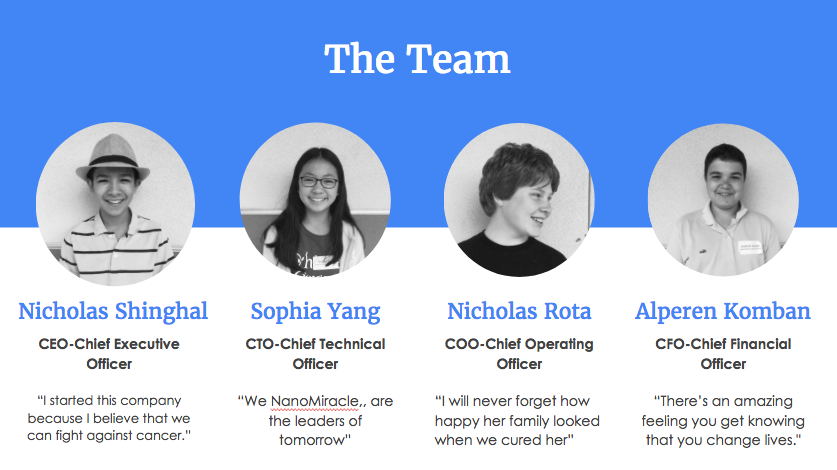 The Team
Nicholas Shinghal
CEO-Chief Executive
Officer
"I started this company
because I believe that we
can fight against cancer."
Sophia Yang
CTO-Chief Technical
Officer
"We NanoMiracle,, are
the leaders of
tomorrow"
Nicholas Rota
COO-Chief Operating
Officer
"I will never forget how
happy her family looked
when we cured her"
Alperen Komban
CFO-Chief Financial
Officer
"There's an amazing
feeling you get knowing
that you change lives."